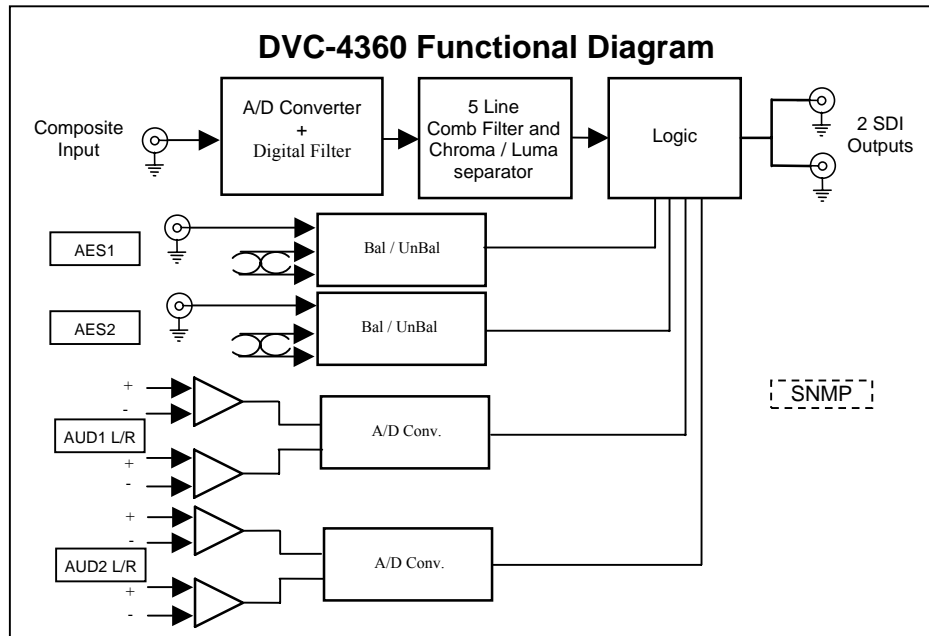 DVC-4360 Functional Diagram
Composite
Input
A/D Converter
+
Digital Filter
5 Line
Comb Filter and
Chroma / Luma
separator
Logic
2 SDI
Outputs
AES1
Bal / UnBal
AES2
Bal / UnBal
SNMP
+
-
AUD1 L/R
+
-
A/D Conv.
+
-
AUD2 L/R
+
-
A/D Conv.